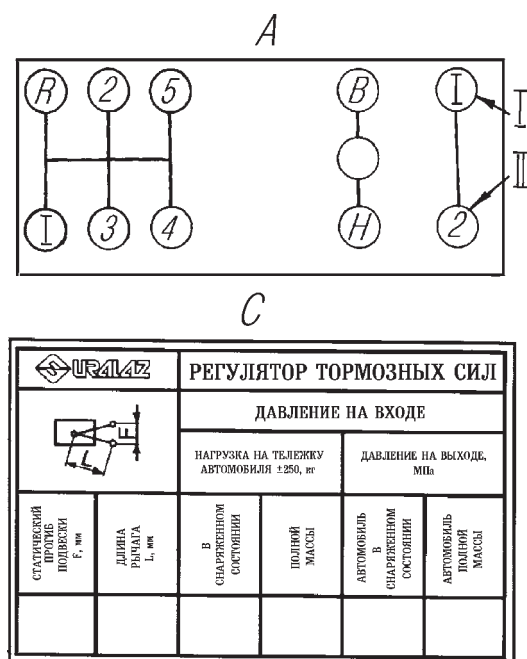 A
R 2 5 B I I
I 3 4 H 2 II
C
URALAZ
РЕГУЛЯТОР ТОРМОЗНЫХ СИЛ
F
L
ДАВЛЕНИЕ НА ВХОДЕ
НАГРУЗКА НА ТЕЛЕЖКУ
АВТОМОБИЛЯ ±250, кг
ДАВЛЕНИЕ НА ВЫХОДЕ,
МПа
СТАТИЧЕСКИЙ
ПРОГИБ
ПОДВЕСКИ
F, мм
ДЛИНА
РЫЧАГА
L, мм
В
СНАРЯЖЕННОМ
СОСТОЯНИИ
ПОЛНОЙ
МАССЫ
АВТОМОБИЛЬ
В
СНАРЯЖЕННОМ
СОСТОЯНИИ
АВТОМОБИЛЬ
ПОЛНОЙ
МАССЫ